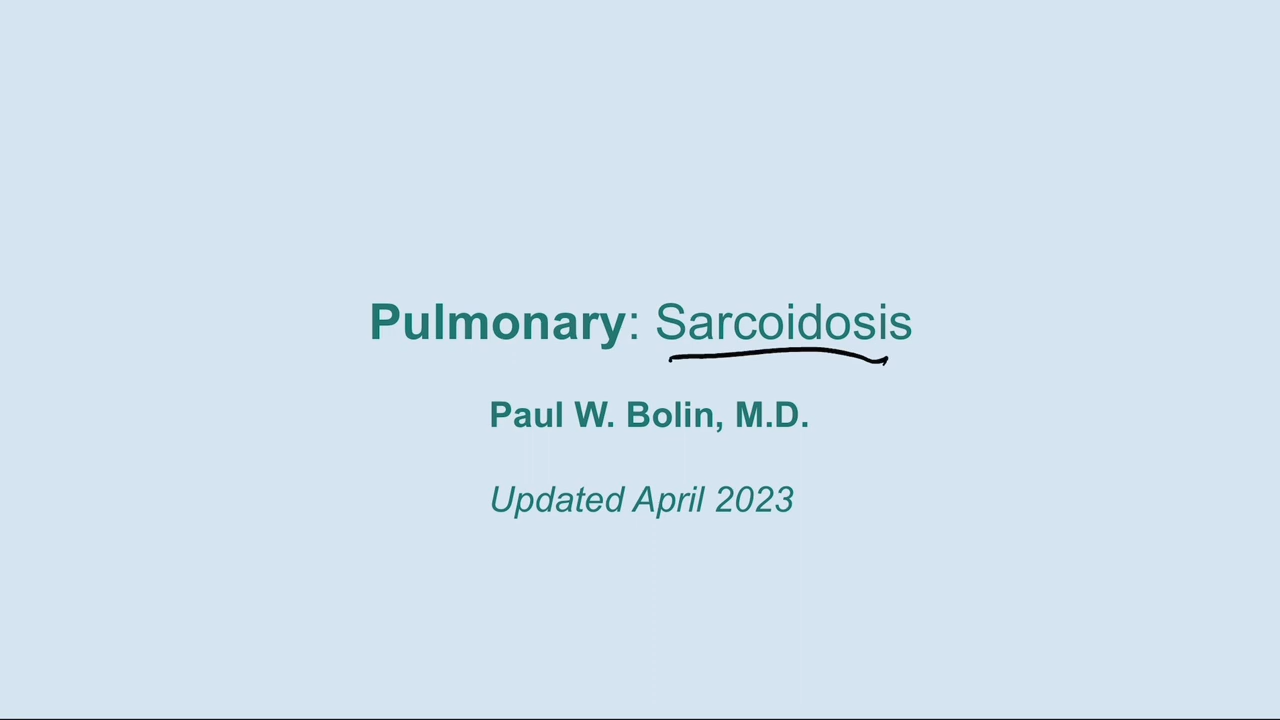 Pulmonary: Sarcoidosis
Paul W. Bolin, M.D.
Updated April 2023